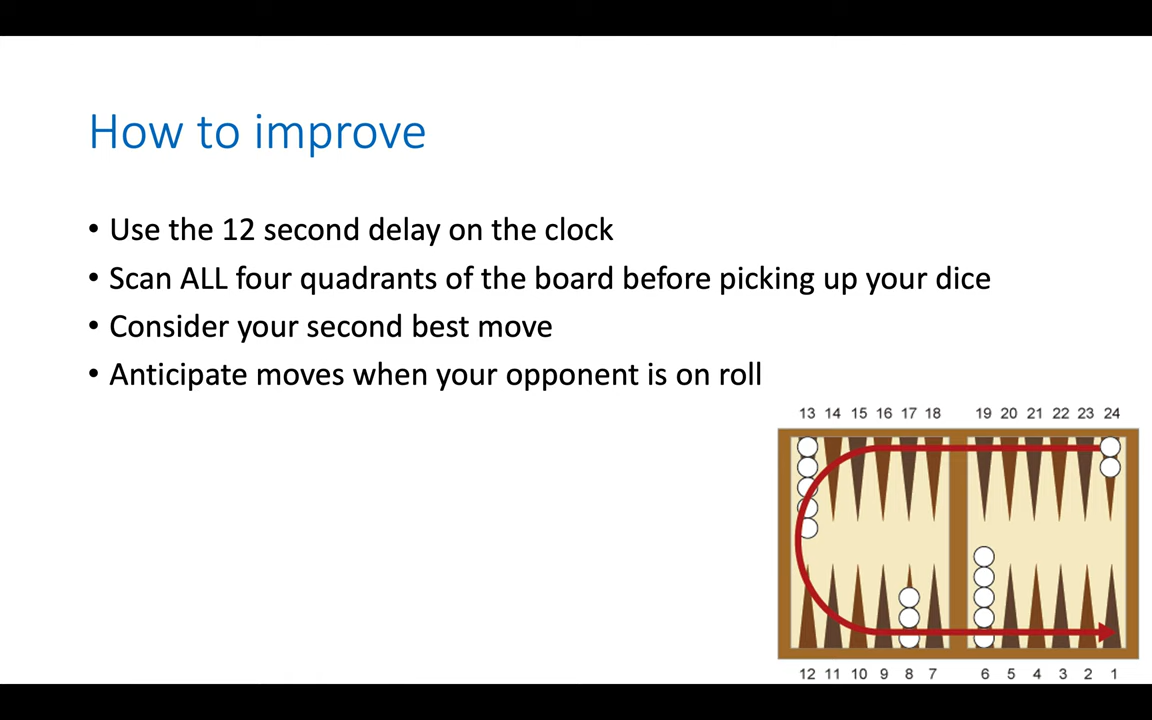 How to improve
• Use the 12 second delay on the clock
• Scan ALL four quadrants of the board before picking up your dice
• Consider your second best move
• Anticipate moves when your opponent is on roll
13 14 15 16 17 18 19 20 21 22 23 24
12 11 10 9 8 7 6 5 4 3 2 1